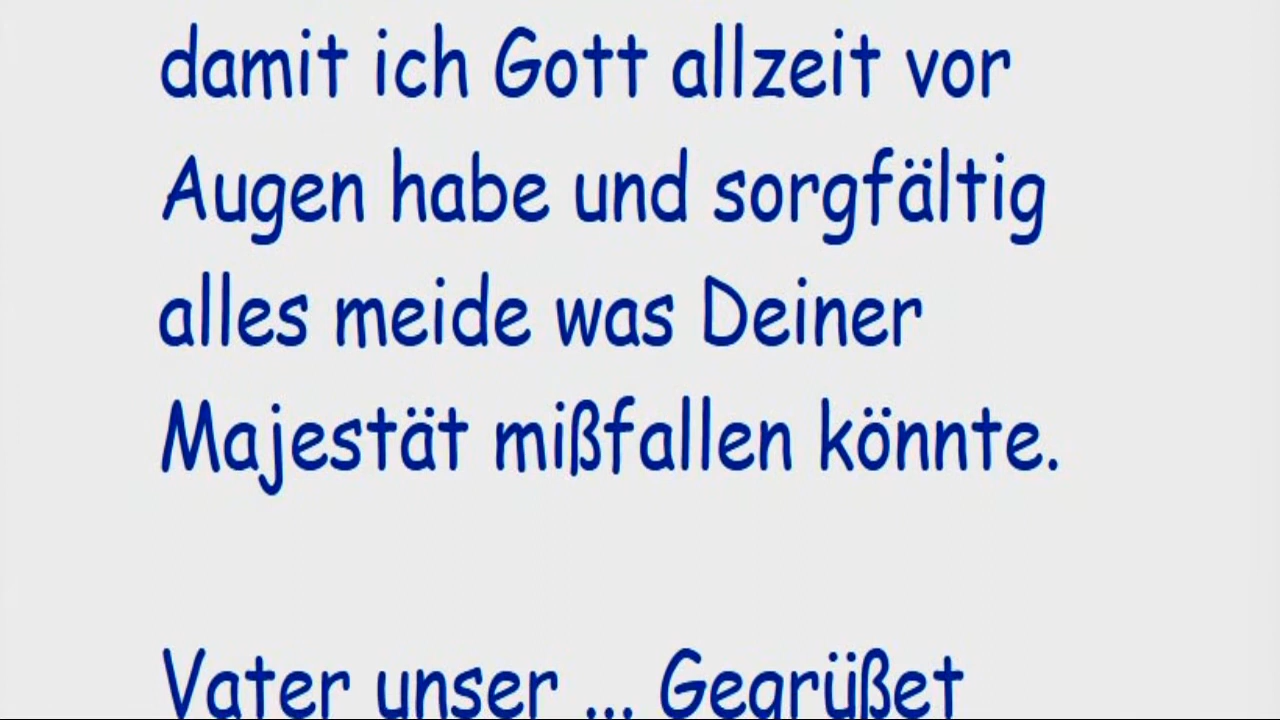 damit ich Gott allzeit vor
Augen habe und sorgfältig
alles meide was Deiner
Majestät mißfallen könnte.
Vater unser ... Gegrüßet